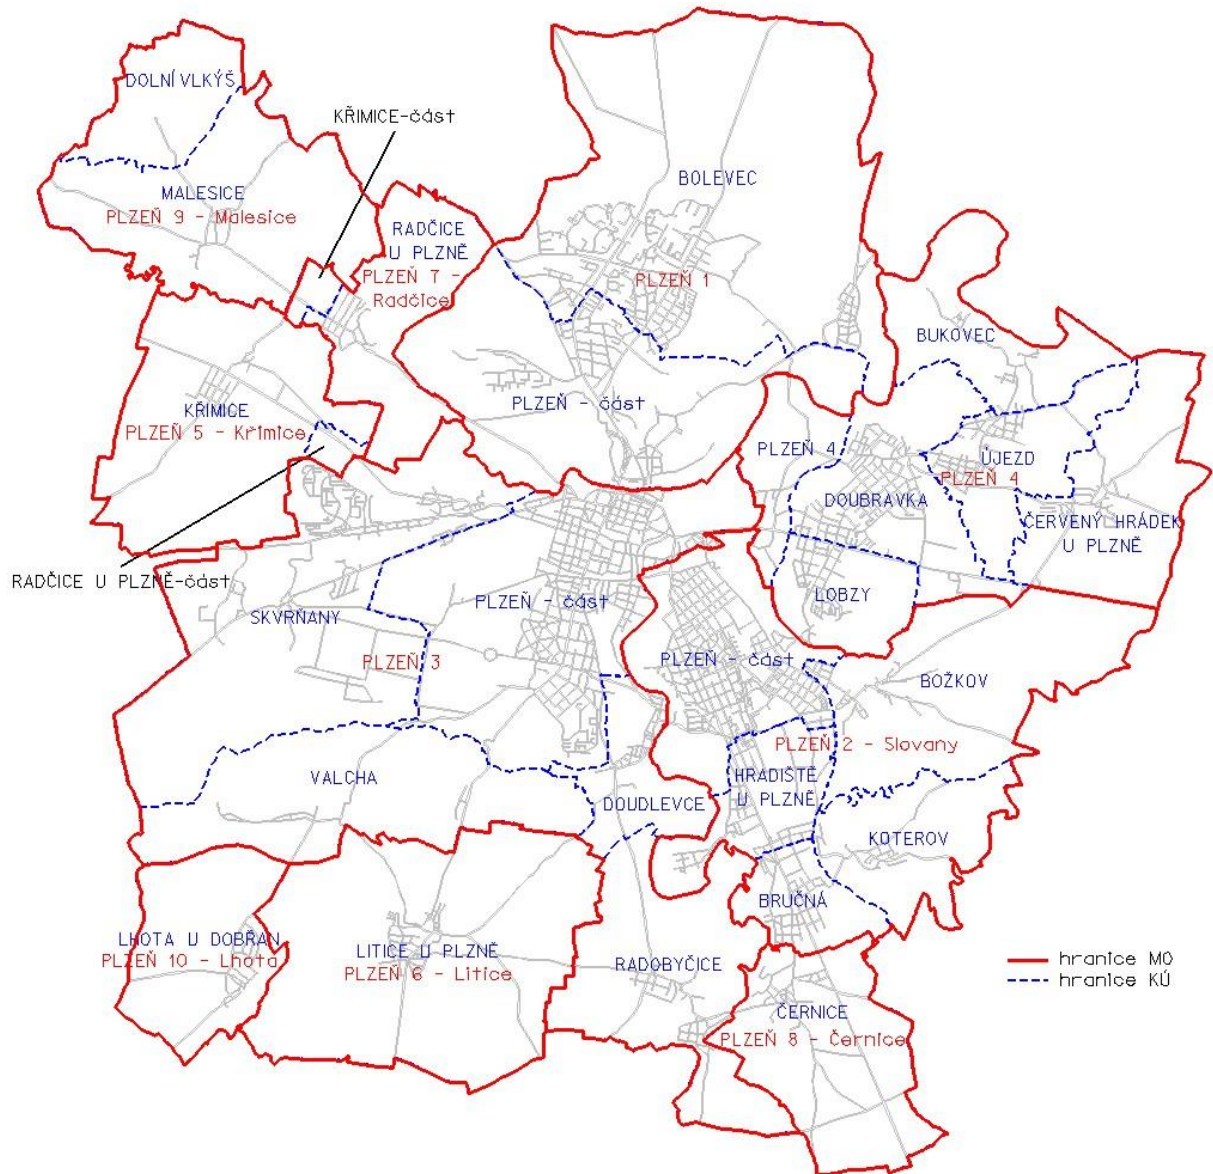 DOLNÍ VLKÝŠ
KŘIMICE-část
MALESICE
PLZEŇ 9 - Malesice
RADČICE
U PLZNĚ
PLZEŇ 7 -
Radčice
BOLEVEC
PLZEŇ 1
BUKOVEC
KŘIMICE
PLZEŇ 5 - Křimice
PLZEŇ - část
PLZEŇ 4
ÚJEZD
PLZEŇ 4
DOUBRAVKA
ČERVENÝ HRÁDEK
U PLZNĚ
RADČICE U PLZNĚ-část
SKVRŇANY
PLZEŇ - část
LOBZY
PLZEŇ 3
PLZEŇ - část
BOŽKOV
PLZEŇ 2 - Slovany
VALCHA
HRADIŠTĚ
U PLZNĚ
DOUDLEVCE
KOTEROV
BRUČNÁ
LHOTA U DOBŘAN
PLZEŇ 10 - Lhota
LITICE U PLZNĚ
PLZEŇ 6 - Litice
RADOBYČICE
hranice MO
hranice KÚ
ČERNICE
PLZEŇ 8 - Černice